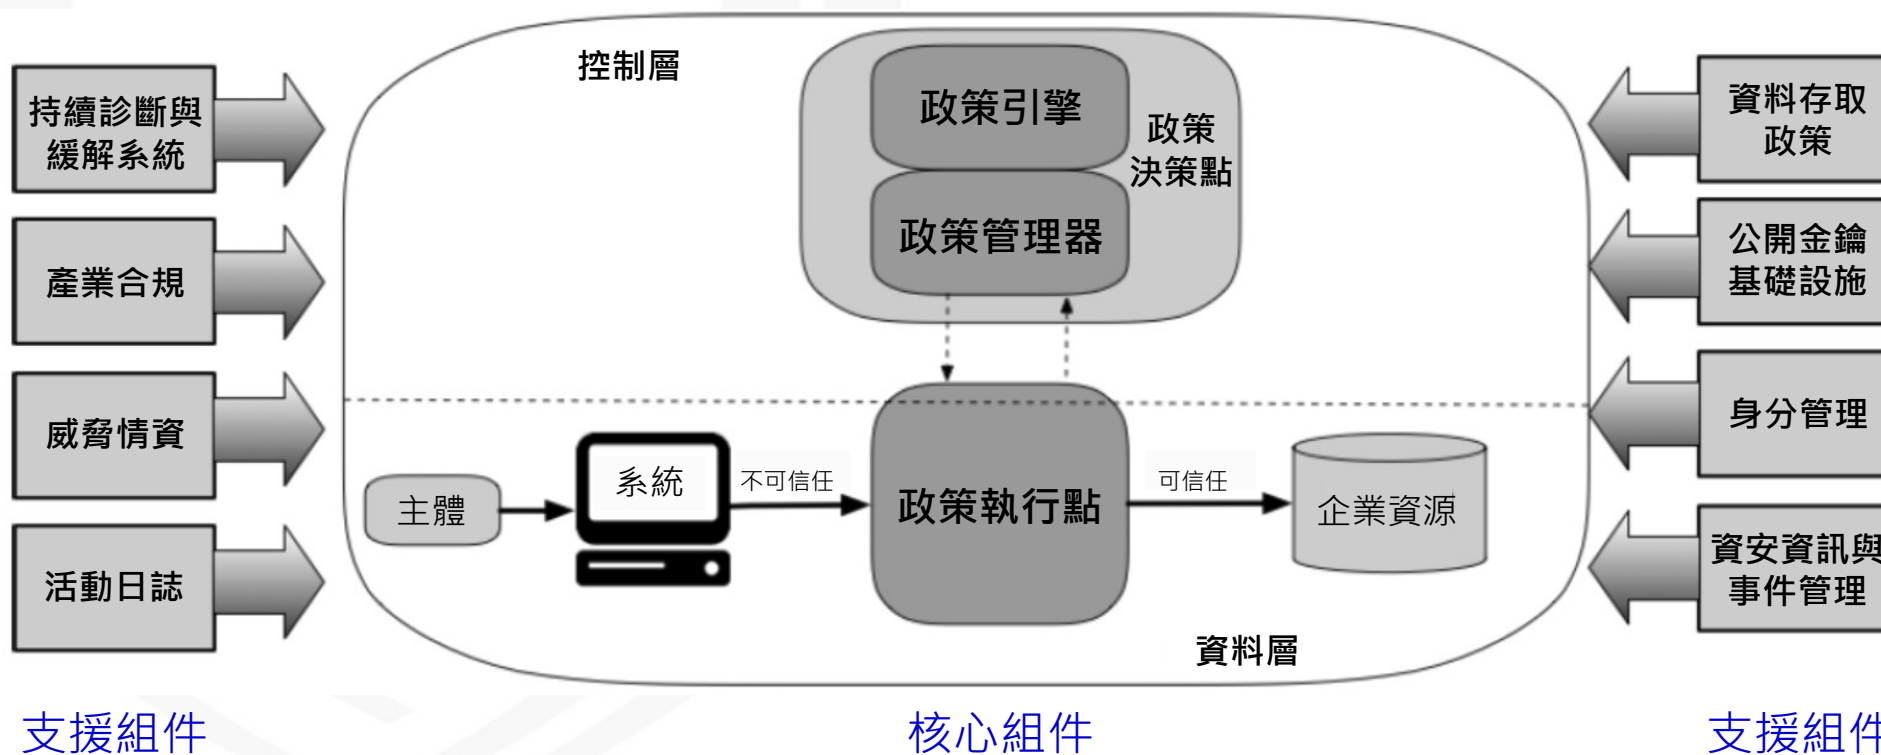 控制層
政策引擎
政策
決策點
政策管理器
持續診斷與
緩解系統
產業合規
威脅情資
活動日誌
主體
系統
不可信任
政策執行點
可信任
企業資源
資料層
資料存取
政策
公開金鑰
基礎設施
身分管理
資安資訊與
事件管理
支援組件
核心組件
支援組件